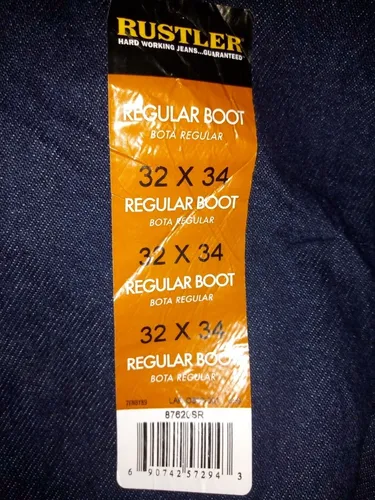 RUSTLER
HARD WORKING JEANS...GUARANTEED
REGULAR BOOT
BOTA REGULAR
32 X 34
REGULAR BOOT
BOTA REGULAR
32 X 34
REGULAR BOOT
BOTA REGULAR
32 X 34
REGULAR BOOT
BOTA REGULAR
87620SR
6 90742 57294 3